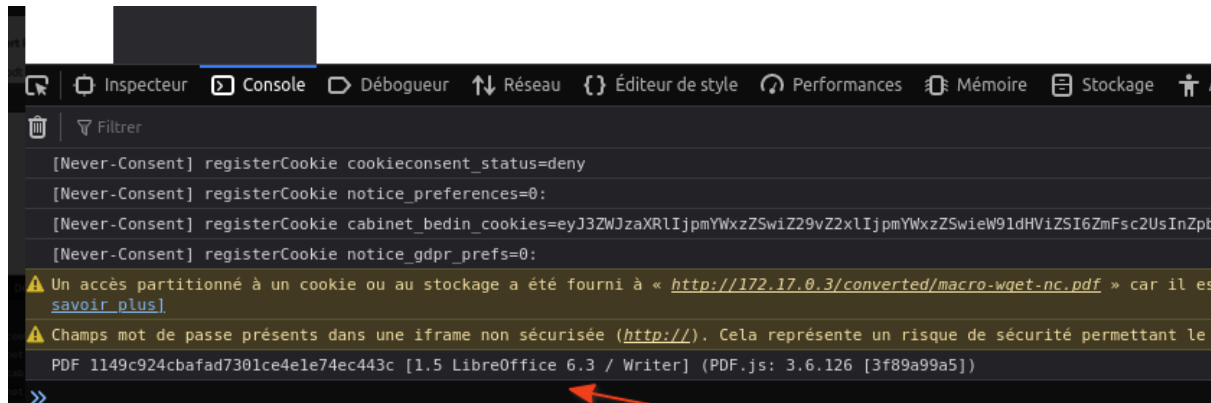 Inspecteur Console Débogueur Réseau {} Éditeur de style Performances Mémoire Stockage
Filtrer
[Never-Consent] registerCookie cookieconsent_status=deny
[Never-Consent] registerCookie notice_preferences=0:
[Never-Consent] registerCookie cabinet_bedin_cookies=eyJ3ZWJzaXRlIjpmYWxzZSwiZ29vZ2xlIjpmYWxzZSwieW91dHViZSI6ZmFsc2UsInZpb
[Never-Consent] registerCookie notice_gdpr_prefs=0:
Un accès partitionné à un cookie ou au stockage a été fourni à « http://172.17.0.3/converted/macro-wget-nc.pdf » car il es
savoir plus]
Champs mot de passe présents dans une iframe non sécurisée (http://). Cela représente un risque de sécurité permettant le
PDF 1149c924cbafad7301ce4e1e74ec443c [1.5 LibreOffice 6.3 / Writer] (PDF.js: 3.6.126 [3f89a99a5])
»